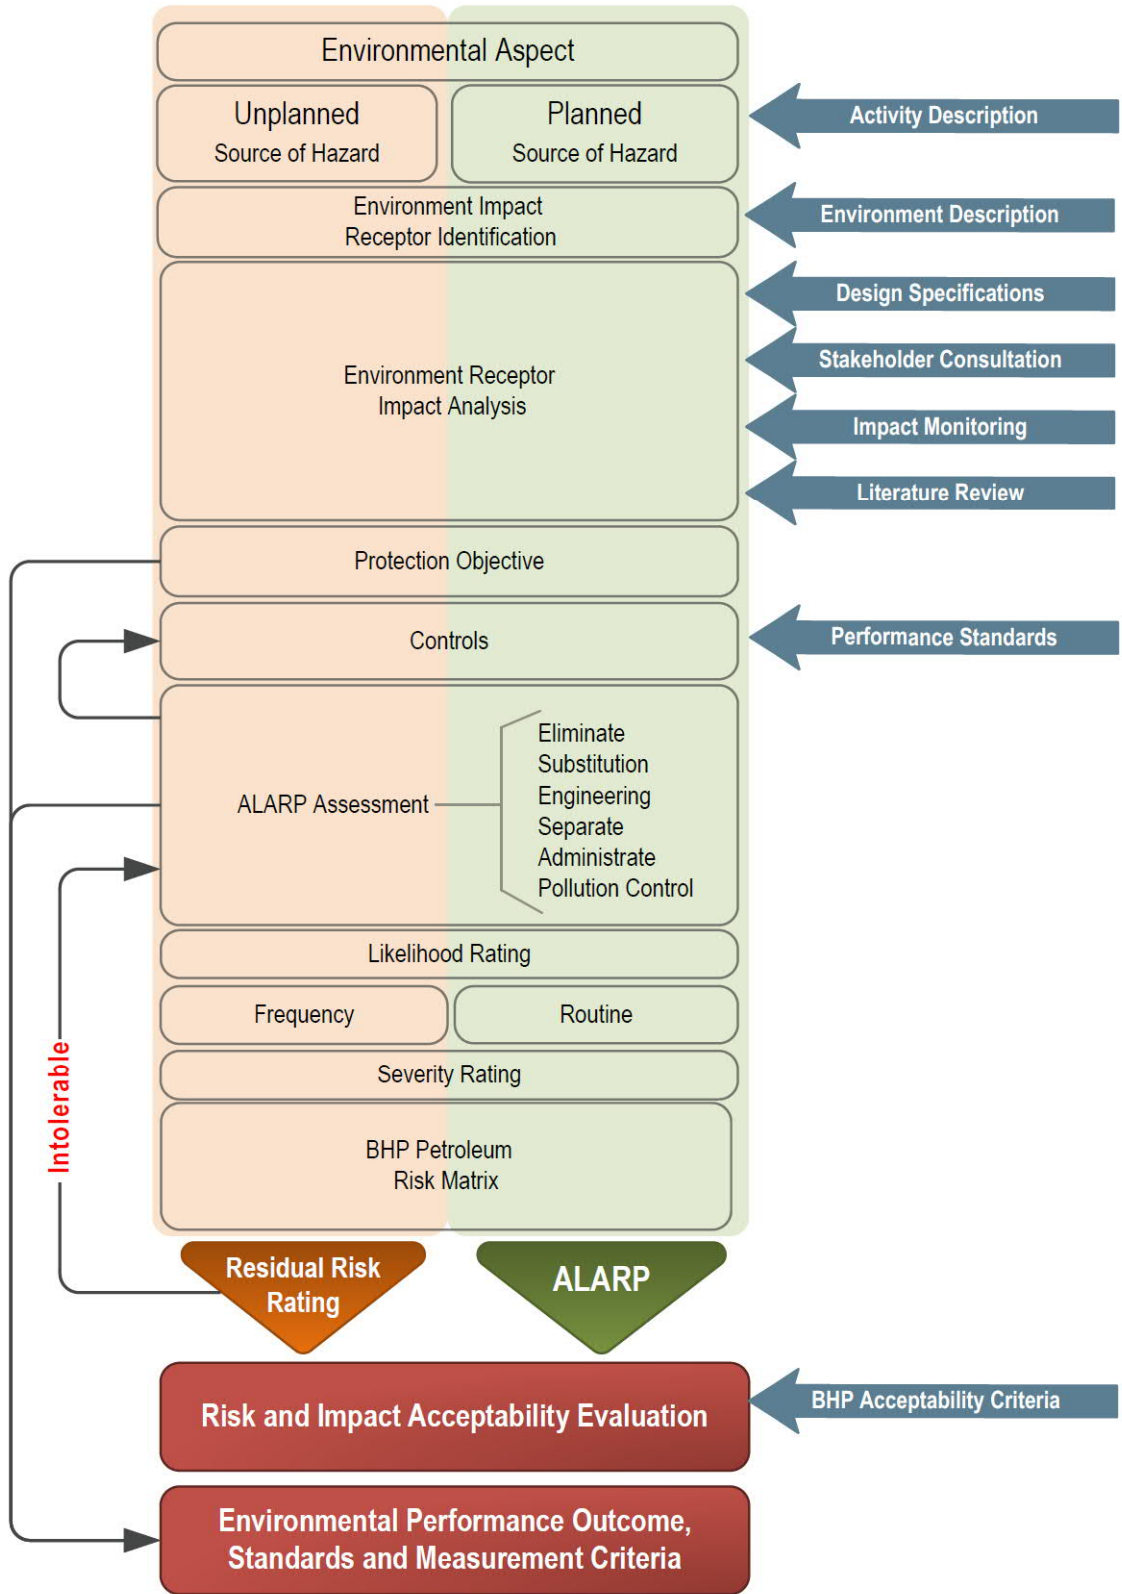 Environmental Aspect
Unplanned
Source of Hazard
Planned
Source of Hazard
Activity Description
Environment Impact
Receptor Identification
Environment Description
Design Specifications
Stakeholder Consultation
Environment Receptor
Impact Analysis
Impact Monitoring
Literature Review
Protection Objective
Controls
Performance Standards
ALARP Assessment
Eliminate
Substitution
Engineering
Separate
Administrate
Pollution Control
Likelihood Rating
Frequency
Routine
Severity Rating
Intolerable
BHP Petroleum
Risk Matrix
Residual Risk
Rating
ALARP
Risk and Impact Acceptability Evaluation
BHP Acceptability Criteria
Environmental Performance Outcome,
Standards and Measurement Criteria